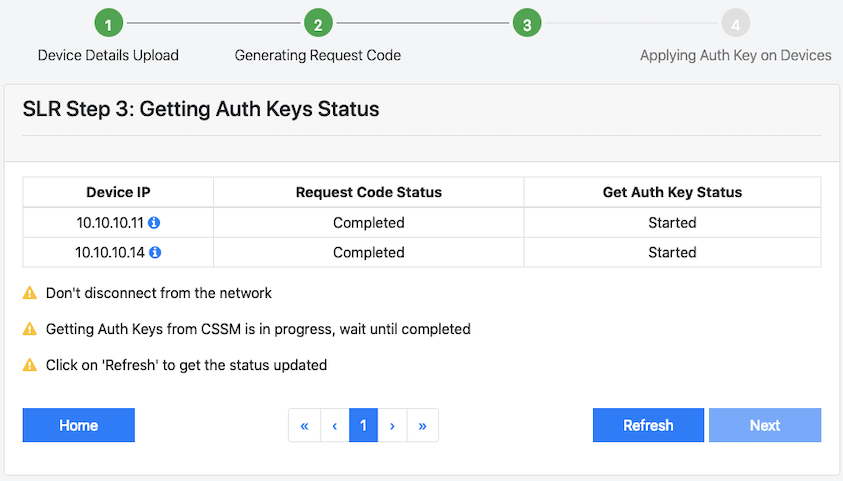 1 2 3 4
Device Details Upload Generating Request Code Applying Auth Key on Devices
SLR Step 3: Getting Auth Keys Status
Device IP Request Code Status Get Auth Key Status
10.10.10.11 Completed Started
10.10.10.14 Completed Started
Don't disconnect from the network
Getting Auth Keys from CSSM is in progress, wait until completed
Click on 'Refresh' to get the status updated
Home « ‹ 1 › » Refresh Next